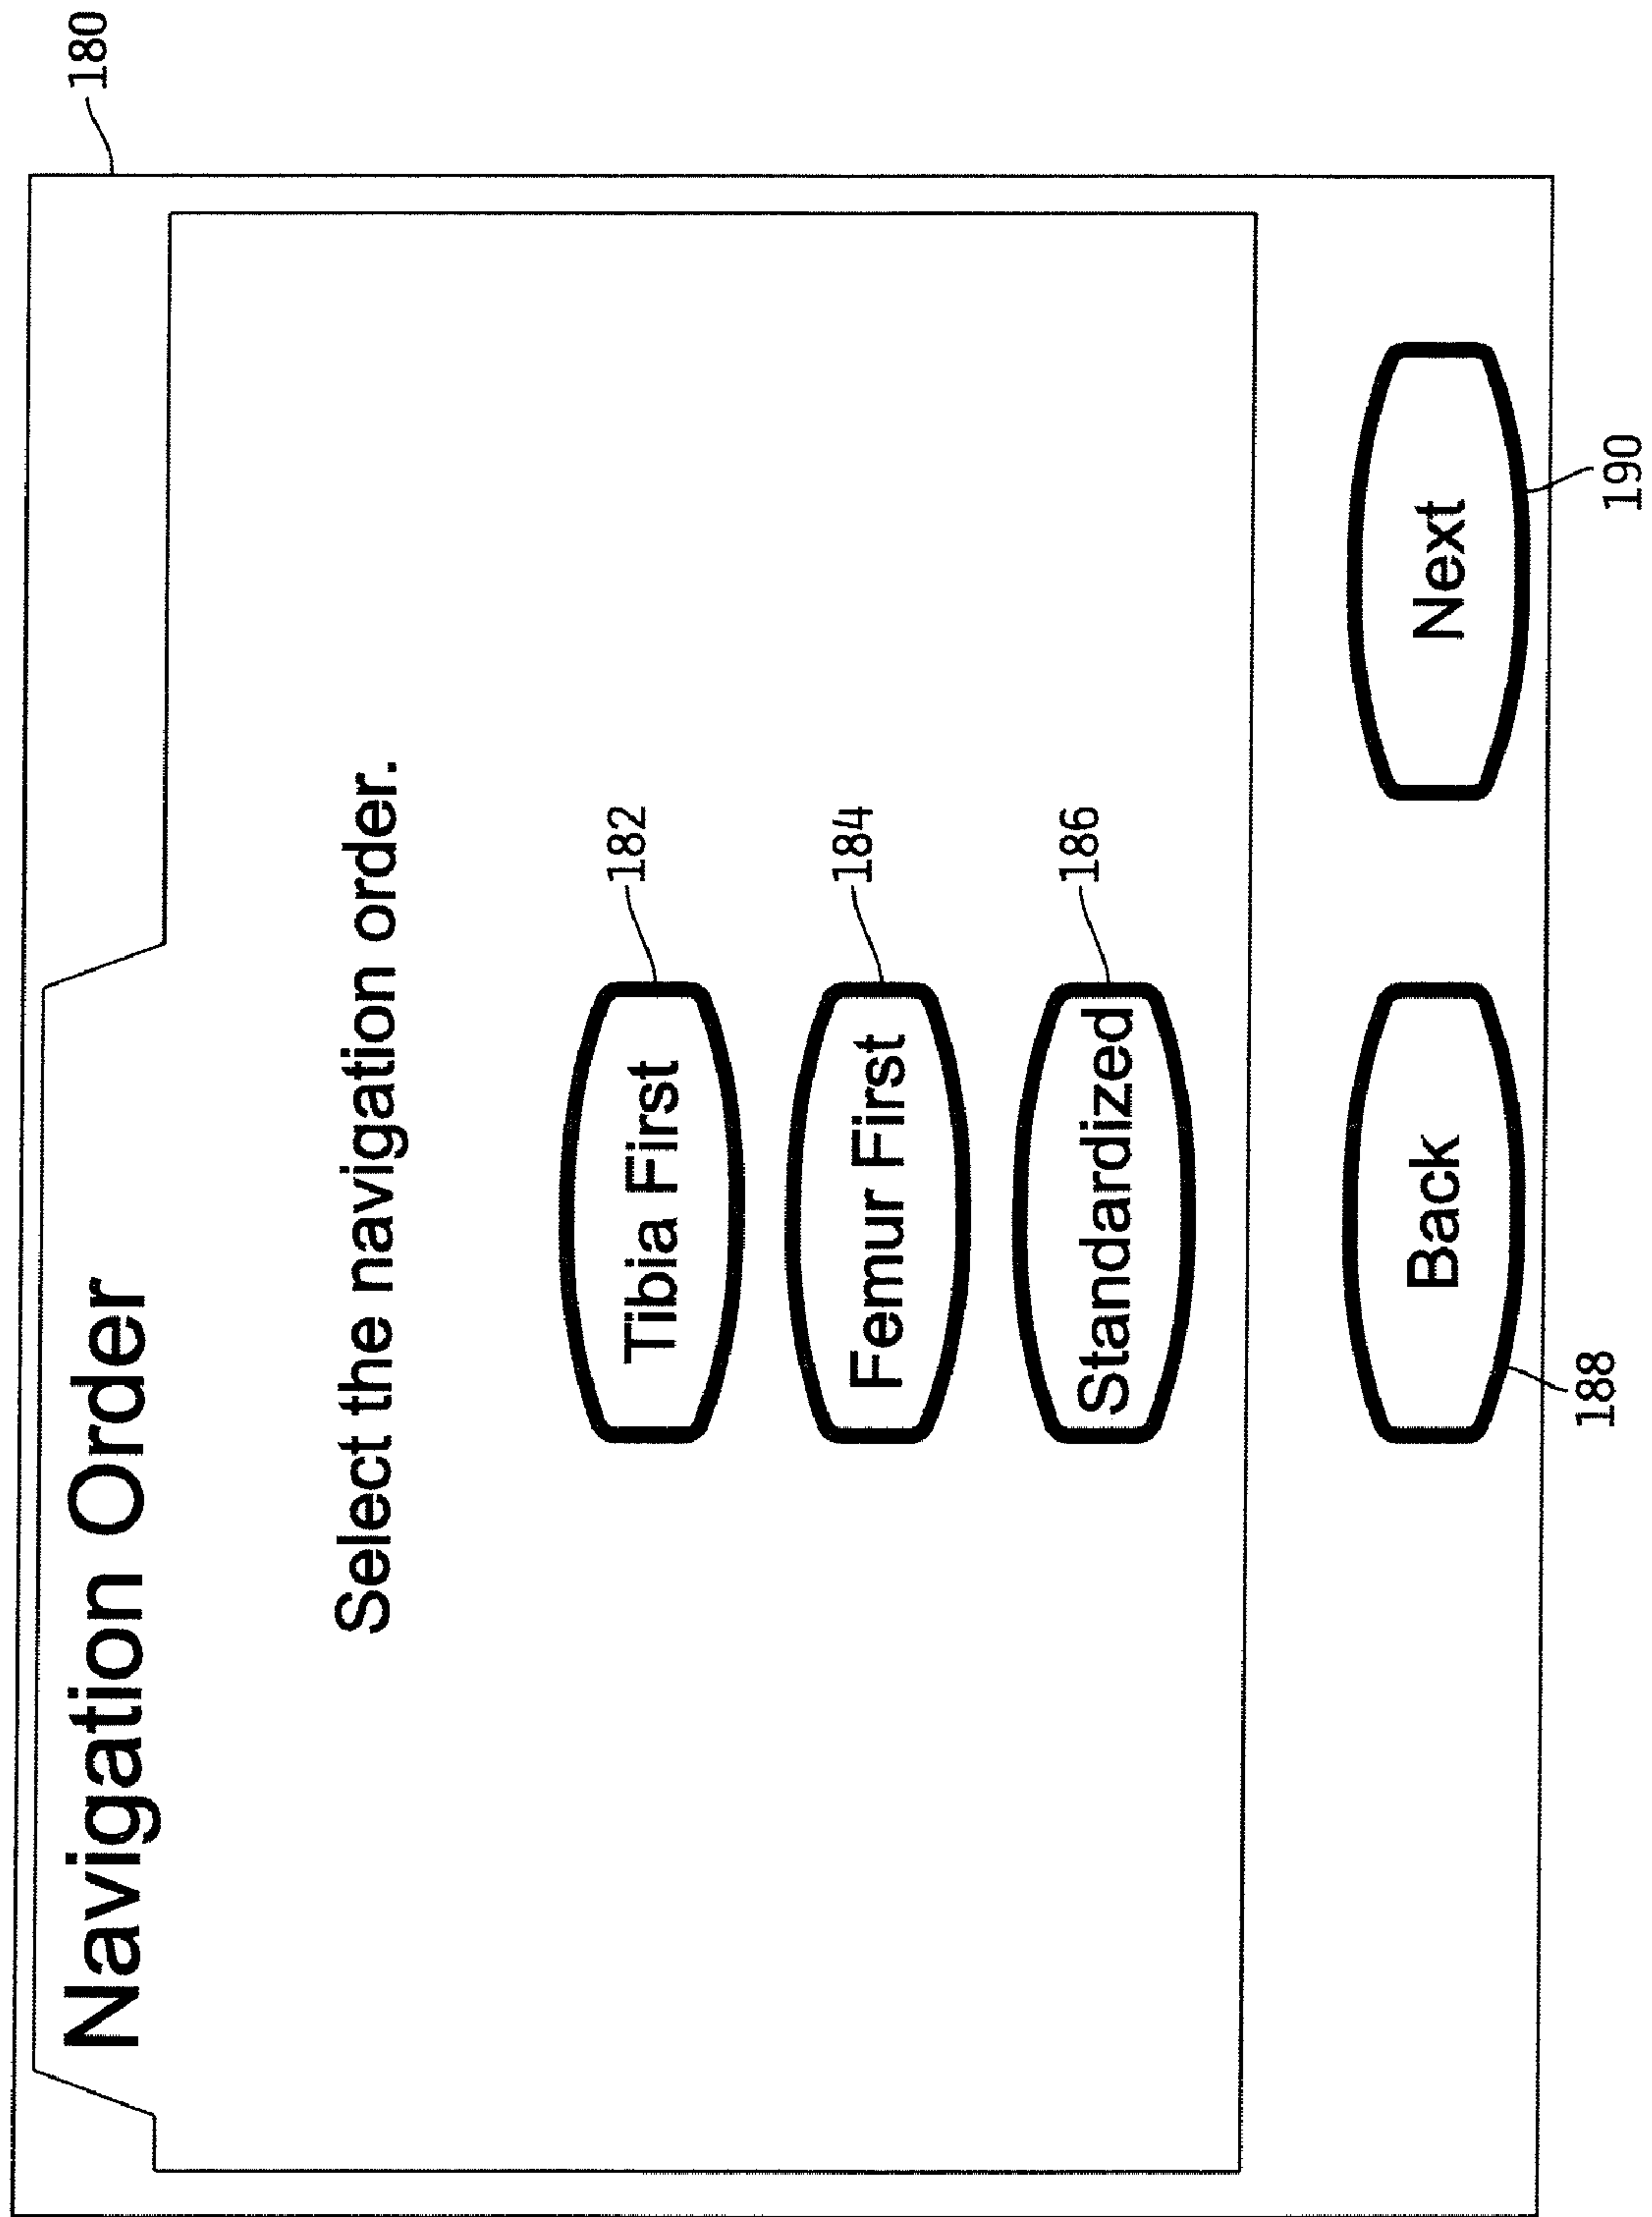 180
Navigation Order
Select the navigation order.
182
Tibia First
184
Femur First
186
Standardized
Back
Next
188
190